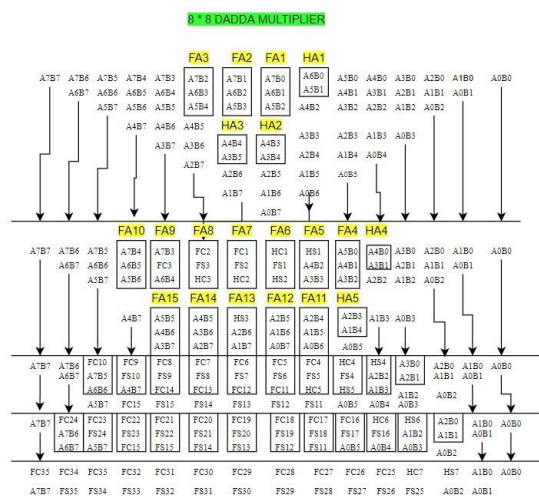 8 * 8 DADDA MULTIPLIER
FA3 FA2 FA1 HA1
A7B7 A7B6 A7B5 A7B4 A7B3 A7B2 A7B1 A7B0 A6B0 A5B0 A4B0 A3B0 A2B0 A1B0 A0B0
A6B7 A6B6 A6B5 A6B4 A6B3 A6B2 A6B1 A5B1 A4B1 A3B1 A2B1 A1B1 A0B1
A5B7 A5B6 A5B5 A5B4 A5B3 A5B2 A4B2 A3B2 A2B2 A1B2 A0B2
HA3 HA2
A4B7 A4B6 A4B5 A4B4 A4B3 A3B3 A2B3 A1B3 A0B3
A3B7 A3B6 A3B5 A3B4 A2B4 A1B4 A0B4
A2B7 A2B6 A2B5 A1B5 A0B5
A1B7 A1B6 A0B6
A0B7
FA10 FA9 FA8 FA7 FA6 FA5 FA4 HA4
A7B7 A7B6 A7B5 A7B4 A7B3 FC2 FC1 HC1 HS1 A5B0 A4B0 A3B0 A2B0 A1B0 A0B0
A6B7 A6B6 A6B5 FC3 FS3 FS2 FS1 A4B2 A4B1 A3B1 A2B1 A1B1 A0B1
A5B7 A5B6 A6B4 HC3 HC2 HS2 A3B3 A3B2 A2B2 A1B2 A0B2
FA15 FA14 FA13 FA12 FA11 HA5
A4B7 A5B5 A4B5 HS3 A2B5 A2B4 A2B3 A1B3 A0B3
A4B6 A3B6 A2B6 A1B6 A1B5 A1B4 A0B4
A3B7 A2B7 A1B7 A0B7 A0B6 A0B5
A7B7 A7B6 FC10 FC9 FC8 FC7 FC6 FC5 FC4 HC4 HS4 A3B0 A2B0 A1B0 A0B0
A6B7 A7B5 FS10 FS9 FS8 FS7 FS6 FS5 FS4 A2B2 A2B1 A1B1 A0B1
A6B6 A4B7 FC14 FC13 FC12 FC11 HC5 HS5 A1B3 A1B2 A0B2
A5B7 FC15 FS15 FS14 FS13 FS12 FS11 A0B5 A0B4 A0B3
A7B7 FC24 FC23 FC22 FC21 FC20 FC19 FC18 FC17 FC16 HC6 HS6 A2B0 A1B0 A0B0
A7B6 FS24 FS23 FS22 FS21 FS20 FS19 FS18 FS17 FS16 A1B2 A1B1 A0B1
A6B7 A5B7 FC15 FS15 FS14 FS13 FS12 FS11 A0B5 A0B4 A0B3 A0B2
FC35 FC34 FC33 FC32 FC31 FC30 FC29 FC28 FC27 FC26 FC25 HC7 HS7 A1B0 A0B0
A7B7 FS34 FS33 FS32 FS31 FS30 FS29 FS28 FS27 FS26 FS25 A0B2 A0B1